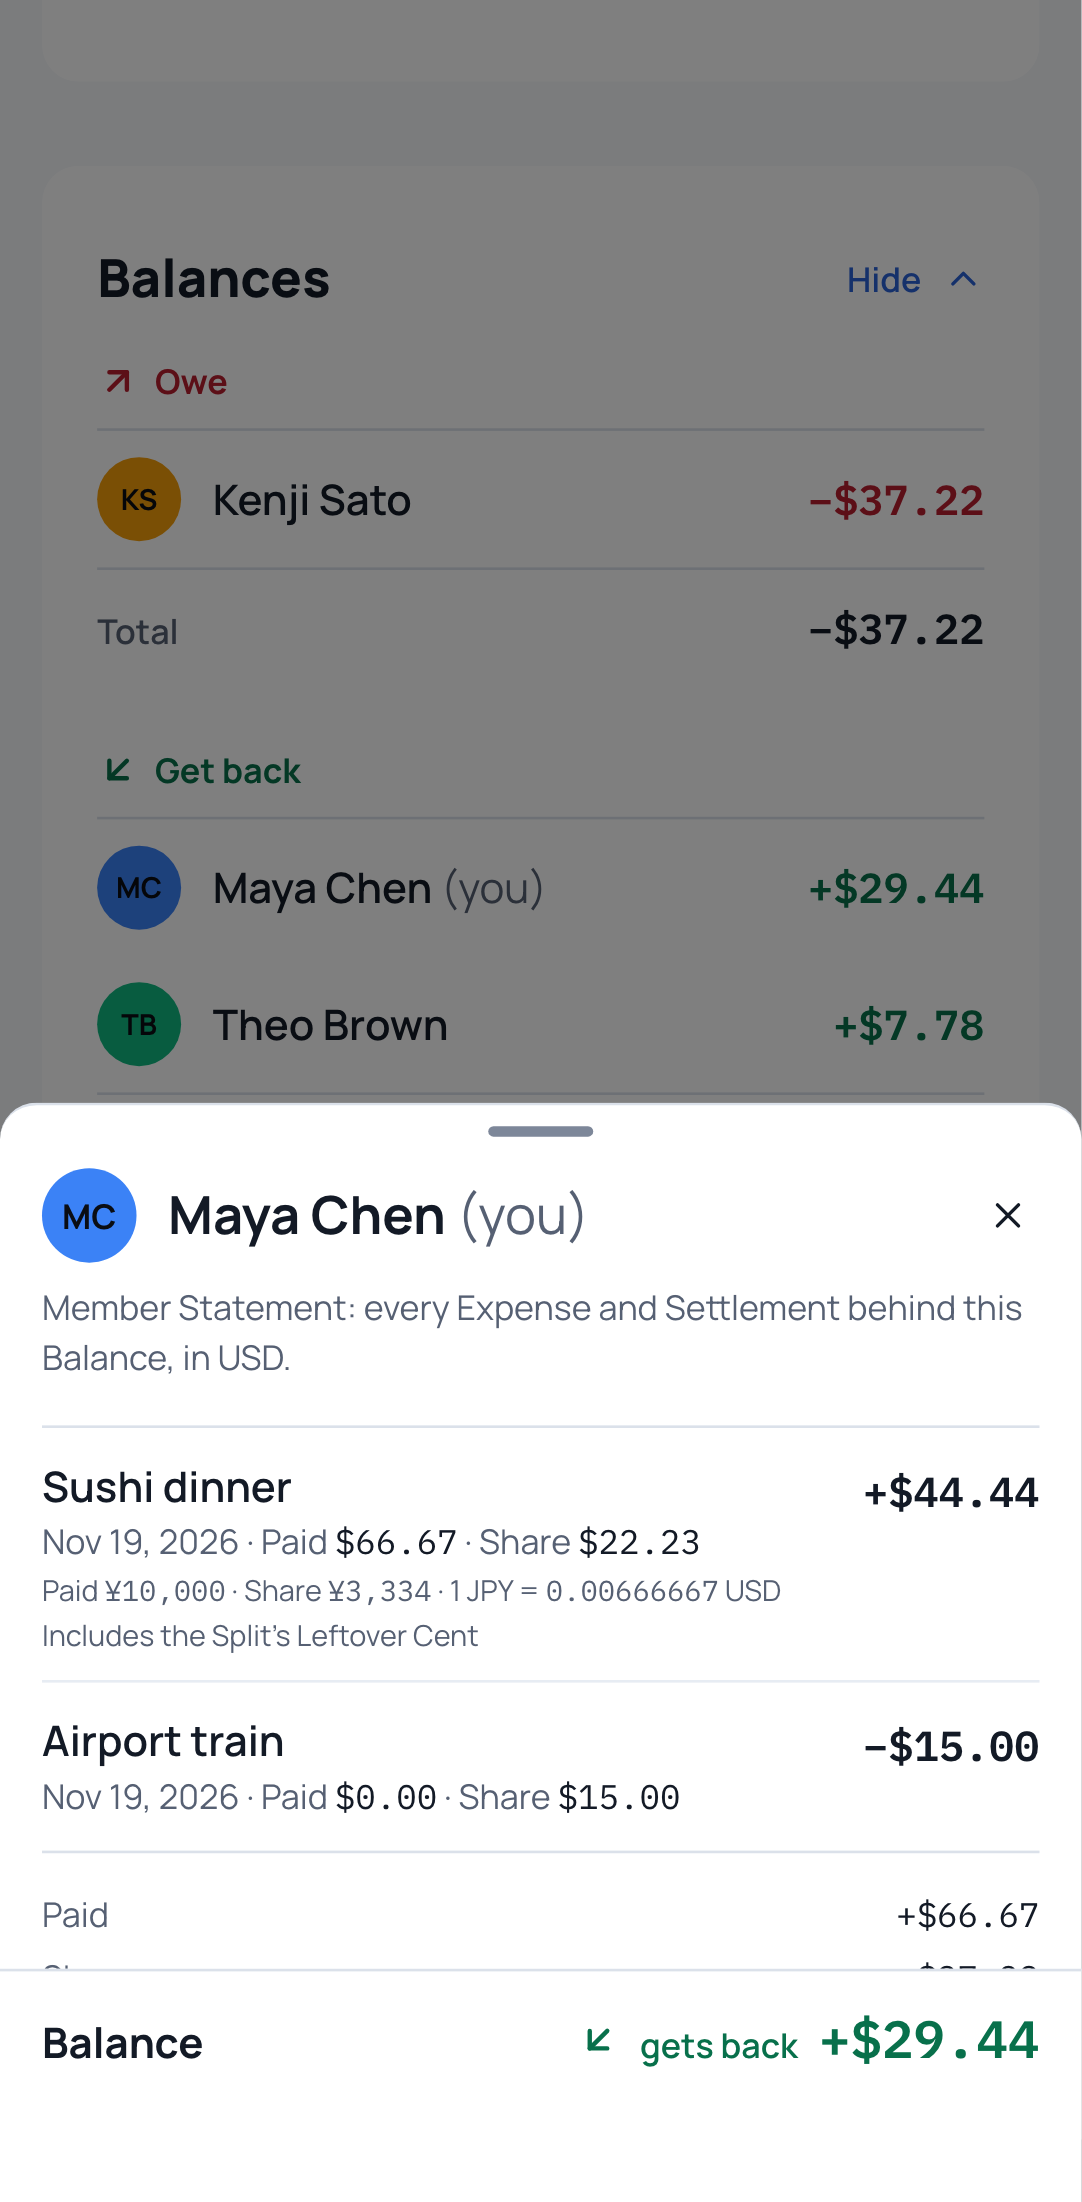 Balances
Hide
Owe
KS Kenji Sato −$37.22
Total −$37.22
Get back
MC Maya Chen (you) +$29.44
TB Theo Brown +$7.78
MC Maya Chen (you)
Member Statement: every Expense and Settlement behind this
Balance, in USD.
Sushi dinner +$44.44
Nov 19, 2026 · Paid $66.67 · Share $22.23
Paid ¥10,000 · Share ¥3,334 · 1 JPY = 0.00666667 USD
Includes the Split’s Leftover Cent
Airport train −$15.00
Nov 19, 2026 · Paid $0.00 · Share $15.00
Paid +$66.67
Balance gets back +$29.44